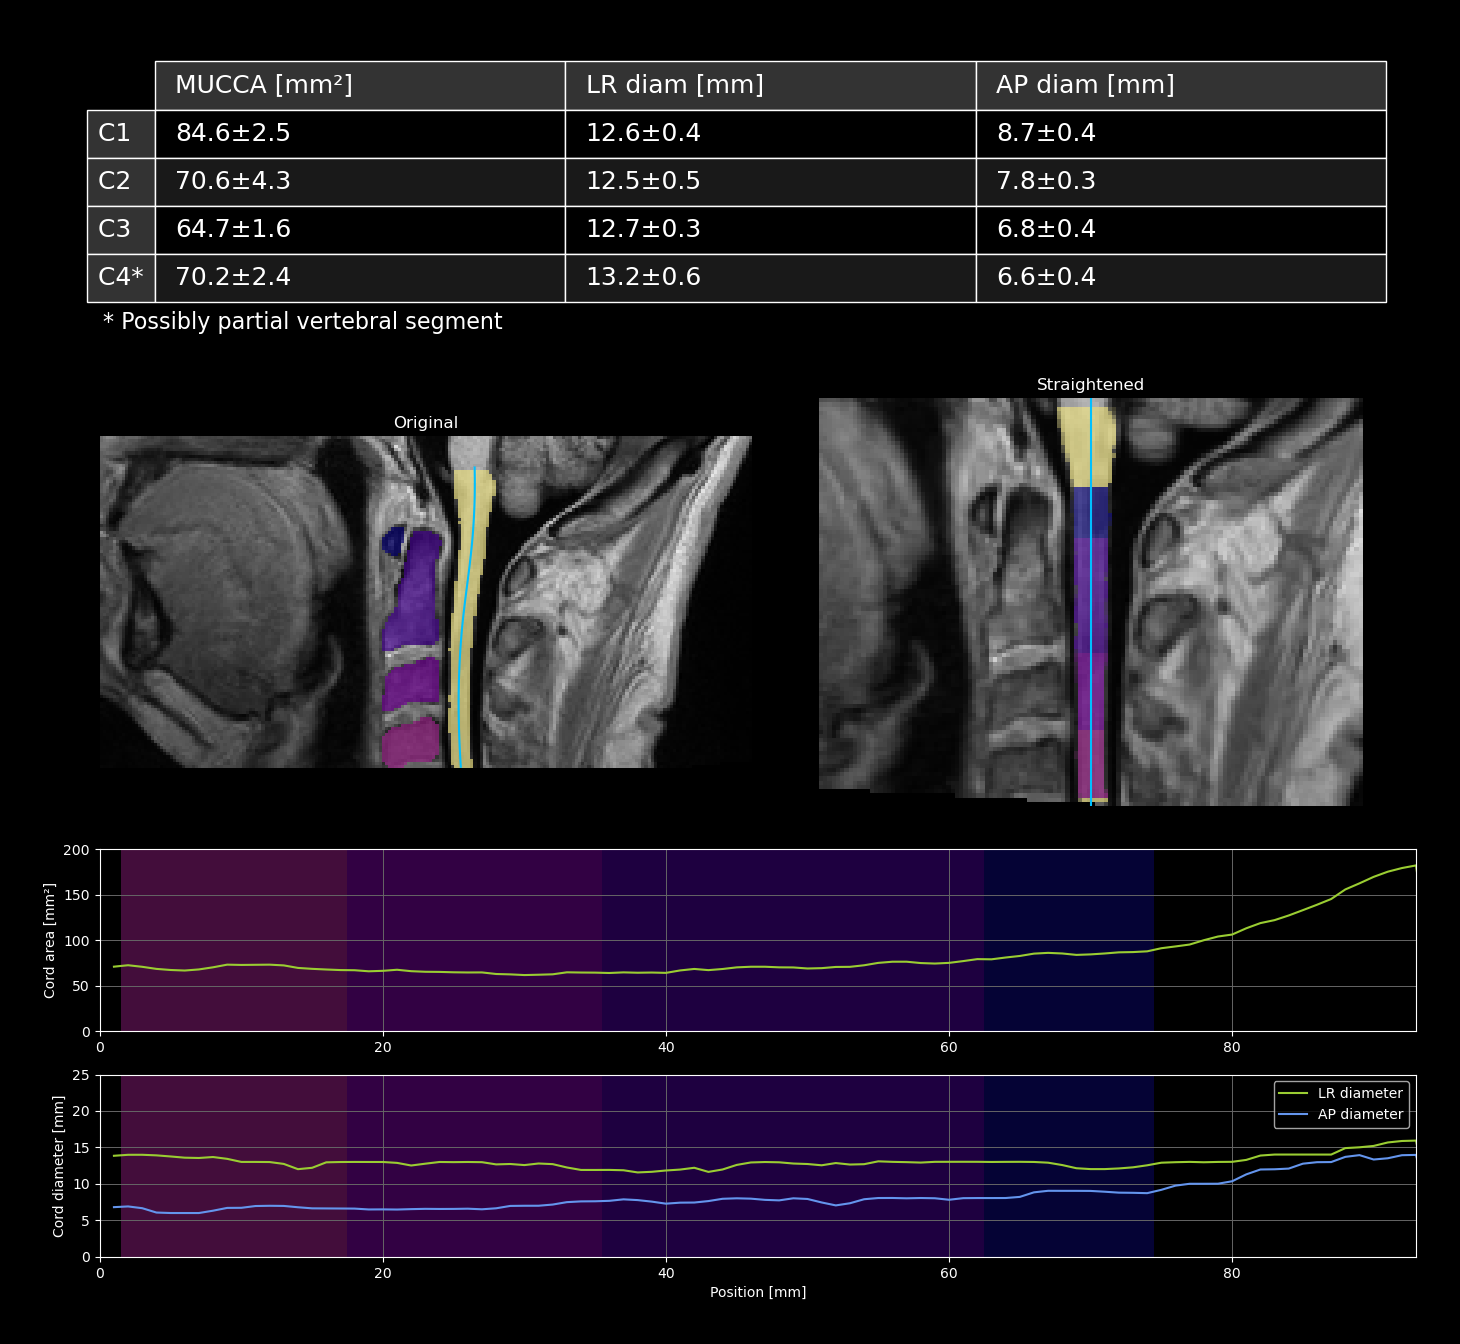 MUCCA [mm²] LR diam [mm] AP diam [mm]
C1 84.6±2.5 12.6±0.4 8.7±0.4
C2 70.6±4.3 12.5±0.5 7.8±0.3
C3 64.7±1.6 12.7±0.3 6.8±0.4
C4* 70.2±2.4 13.2±0.6 6.6±0.4
* Possibly partial vertebral segment
Original
Straightened
Cord area [mm²]
200
150
100
50
0
0 20 40 60 80
Cord diameter [mm]
25
20
15
10
5
0
LR diameter
AP diameter
0 20 40 60 80
Position [mm]